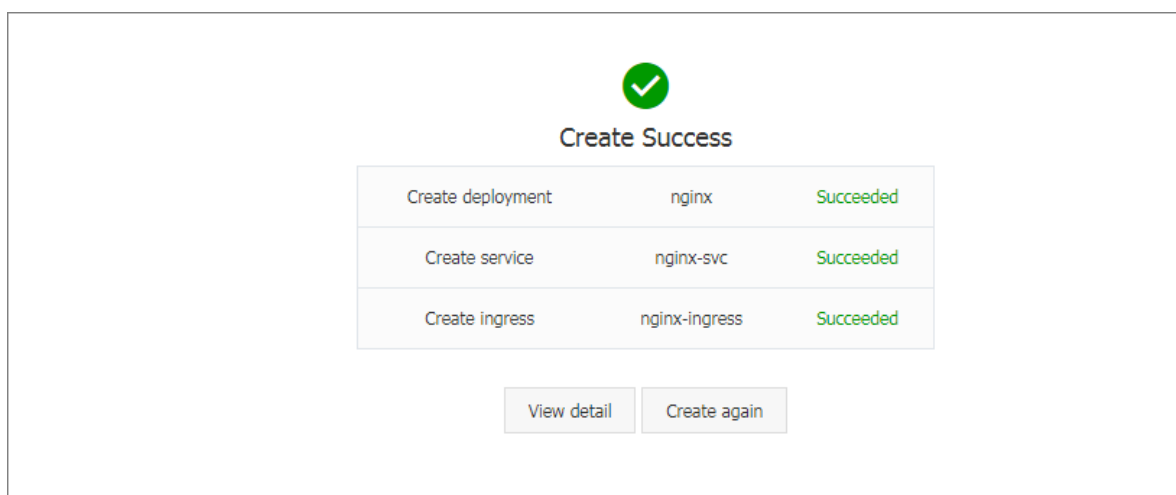 Create Success
Create deployment nginx Succeeded
Create service nginx-svc Succeeded
Create ingress nginx-ingress Succeeded
View detail Create again